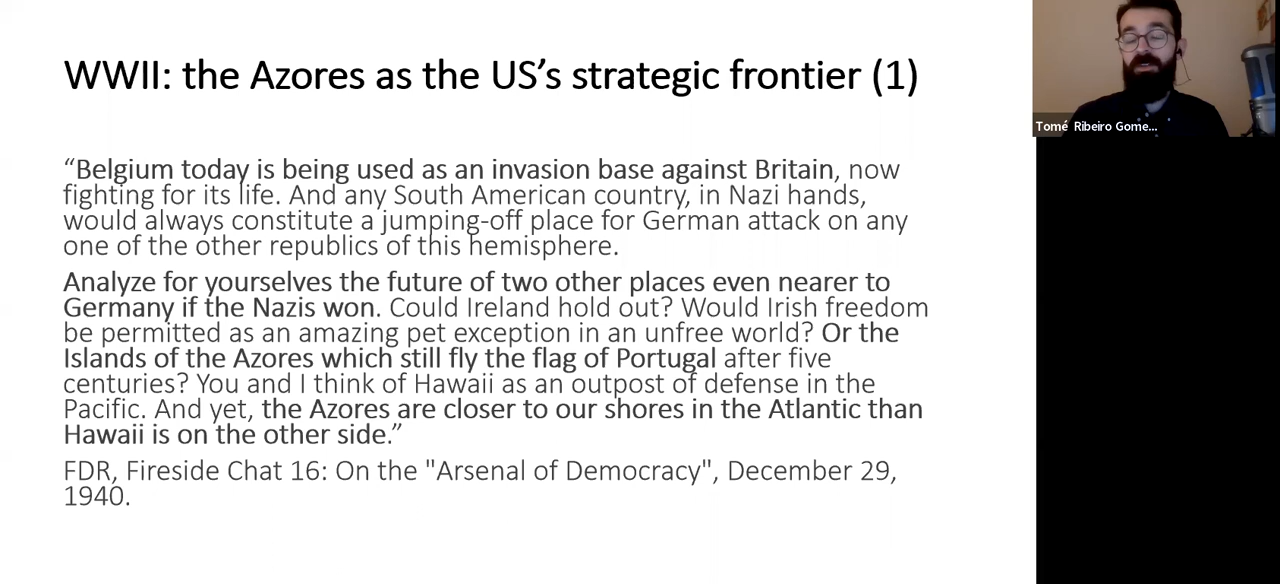 WWII: the Azores as the US’s strategic frontier (1)
“Belgium today is being used as an invasion base against Britain, now
fighting for its life. And any South American country, in Nazi hands,
would always constitute a jumping-off place for German attack on any
one of the other republics of this hemisphere.
Analyze for yourselves the future of two other places even nearer to
Germany if the Nazis won. Could Ireland hold out? Would Irish freedom
be permitted as an amazing pet exception in an unfree world? Or the
Islands of the Azores which still fly the flag of Portugal after five
centuries? You and I think of Hawaii as an outpost of defense in the
Pacific. And yet, the Azores are closer to our shores in the Atlantic than
Hawaii is on the other side.”
FDR, Fireside Chat 16: On the "Arsenal of Democracy", December 29,
1940.
Tomé Ribeiro Gome...